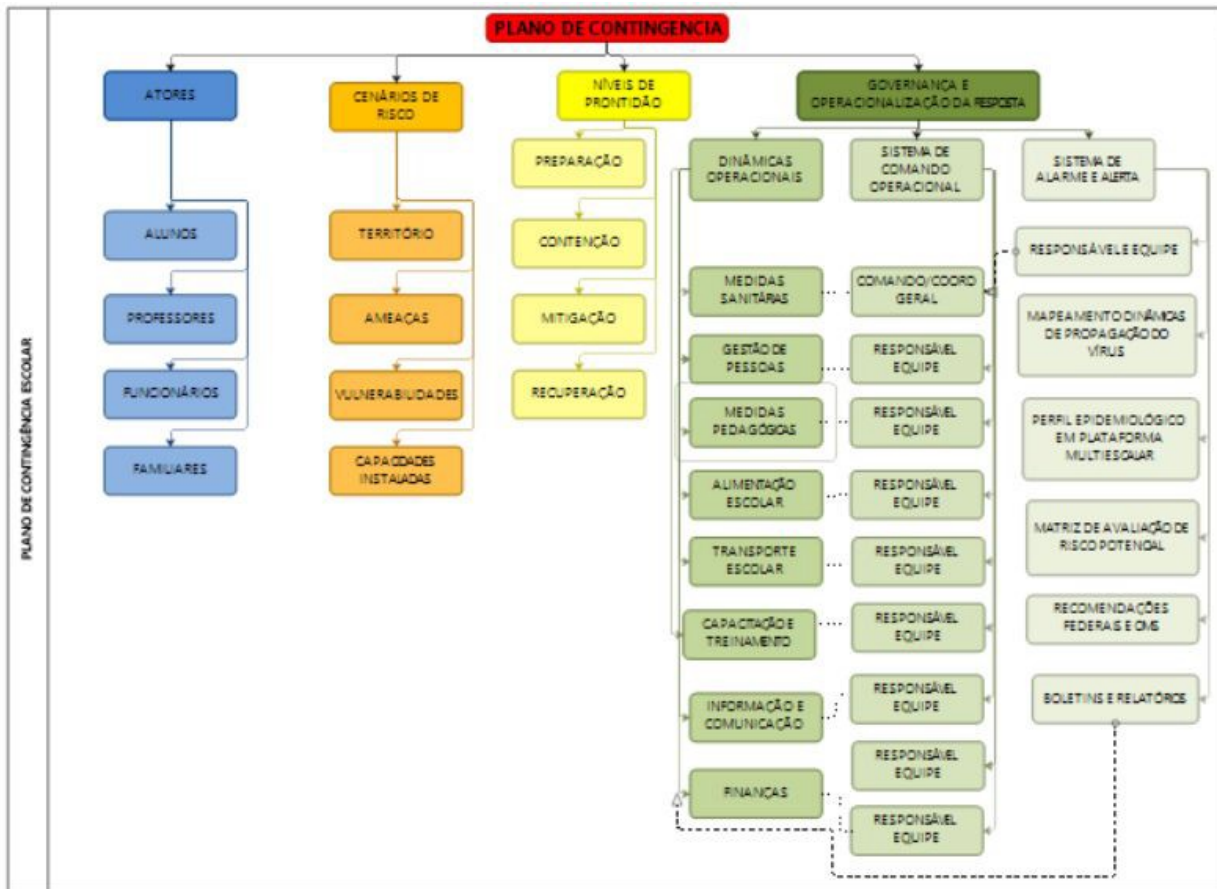 PLANO DE CONTINGÊNCIA ESCOLAR
PLANO DE CONTINGENCIA
ATORES
ALUNOS
PROFESSORES
FUNCIONÁRIOS
FAMILIARES
CENÁRIOS DE
RISCO
TERRITÓRIO
AMEAÇAS
VULNERABILIDADES
CAPACIDADES
INSTALADAS
NÍVEIS DE
PRONTIDÃO
PREPARAÇÃO
CONTENÇÃO
MITIGAÇÃO
RECUPERAÇÃO
GOVERNANÇA E
OPERACIONALIZAÇÃO DA RESPOSTA
DINÂMICAS
OPERACIONAIS
MEDIDAS
SANITÁRIAS
GESTÃO DE
PESSOAS
MEDIDAS
PEDAGÓGICAS
ALIMENTAÇÃO
ESCOLAR
TRANSPORTE
ESCOLAR
CAPACITAÇÃO E
TREINAMENTO
INFORMAÇÃO E
COMUNICAÇÃO
FINANÇAS
SISTEMA DE
COMANDO
OPERACIONAL
COMANDO/COORD
GERAL
RESPONSÁVEL
EQUIPE
RESPONSÁVEL
EQUIPE
RESPONSÁVEL
EQUIPE
RESPONSÁVEL
EQUIPE
RESPONSÁVEL
EQUIPE
RESPONSÁVEL
EQUIPE
RESPONSÁVEL
EQUIPE
RESPONSÁVEL
EQUIPE
SISTEMA DE
ALARME E ALERTA
RESPONSÁVEL E EQUIPE
MAPEAMENTO DINÂMICAS
DE PROPAGAÇÃO DO
VÍRUS
PERFIL EPIDEMIOLÓGICO
EM PLATAFORMA
MULTIESCALAR
MATRIZ DE AVALIAÇÃO DE
RISCO POTENCIAL
RECOMENDAÇÕES
FEDERAIS E OMS
BOLETINS E RELATÓRIOS